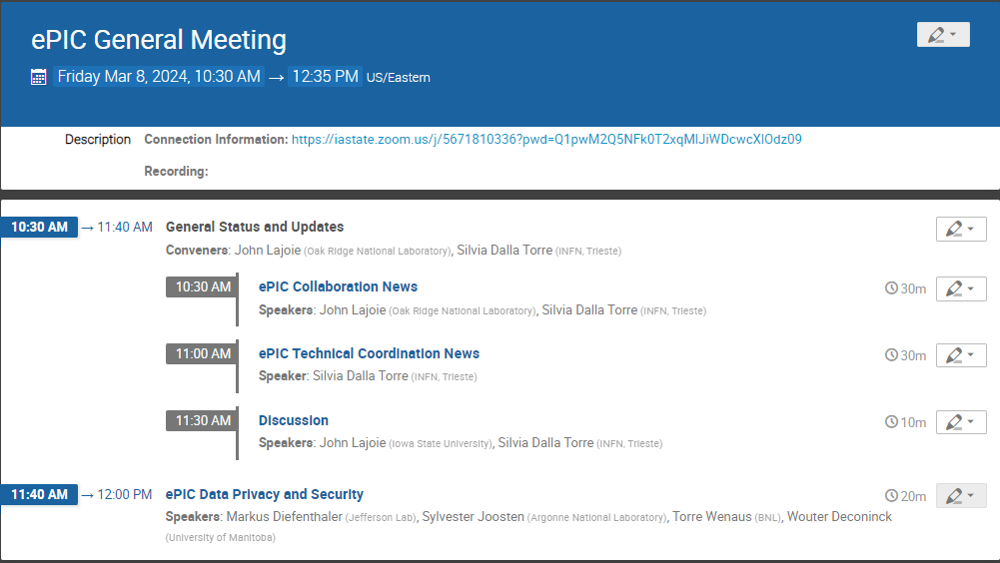 ePIC General Meeting
Friday Mar 8, 2024, 10:30 AM → 12:35 PM US/Eastern
Description Connection Information: https://iastate.zoom.us/j/5671810336?pwd=Q1pwM2Q5NFk0T2xqMlJiWDcwcXlOdz09
Recording:
10:30 AM → 11:40 AM General Status and Updates
Conveners: John Lajoie (Oak Ridge National Laboratory), Silvia Dalla Torre (INFN, Trieste)
10:30 AM ePIC Collaboration News 30m
Speakers: John Lajoie (Oak Ridge National Laboratory), Silvia Dalla Torre (INFN, Trieste)
11:00 AM ePIC Technical Coordination News 30m
Speaker: Silvia Dalla Torre (INFN, Trieste)
11:30 AM Discussion 10m
Speakers: John Lajoie (Iowa State University), Silvia Dalla Torre (INFN, Trieste)
11:40 AM → 12:00 PM ePIC Data Privacy and Security 20m
Speakers: Markus Diefenthaler (Jefferson Lab), Sylvester Joosten (Argonne National Laboratory), Torre Wenaus (BNL), Wouter Deconinck
(University of Manitoba)